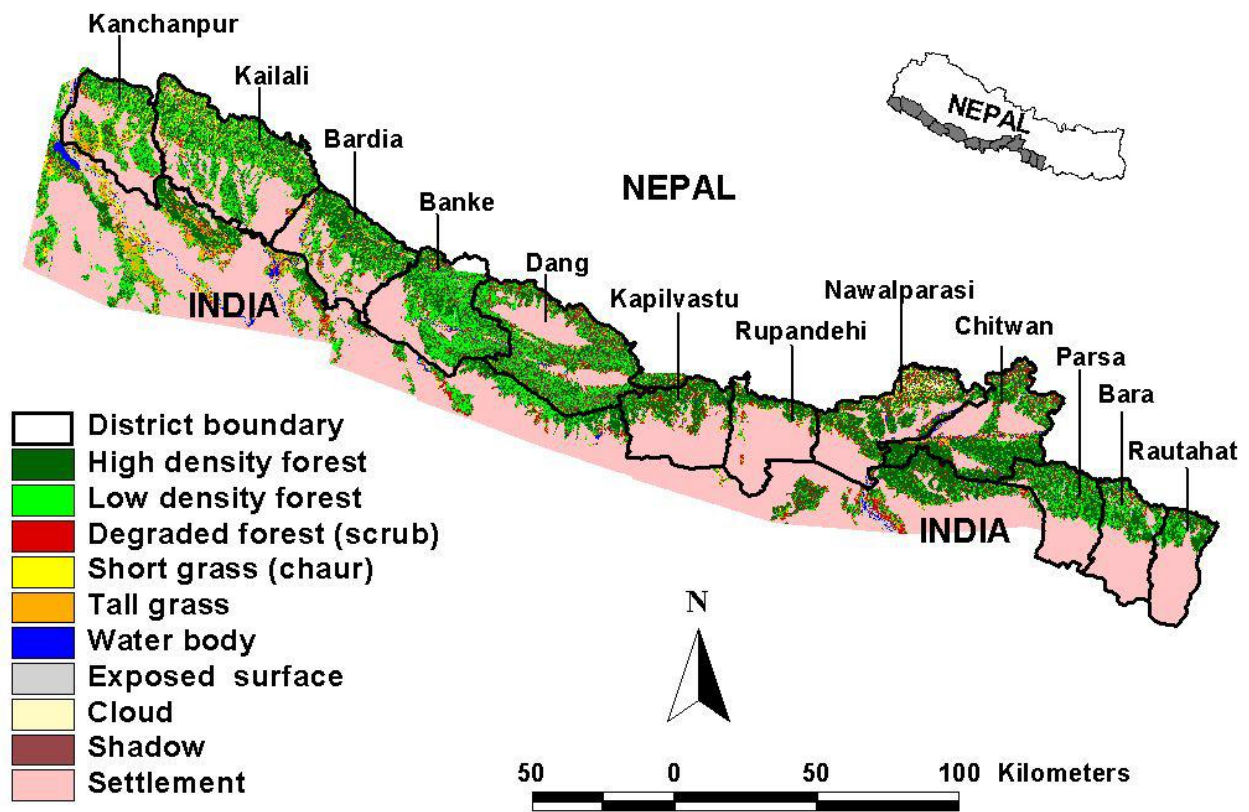 Kanchanpur
Kailali
Bardia
Banke
Dang
Kapilvastu
Rupandehi
Nawalparasi
Chitwan
Parsa
Bara
Rautahat
NEPAL
NEPAL
INDIA
INDIA
District boundary
High density forest
Low density forest
Degraded forest (scrub)
Short grass (chaur)
Tall grass
Water body
Exposed surface
Cloud
Shadow
Settlement
N
50 0 50 100 Kilometers